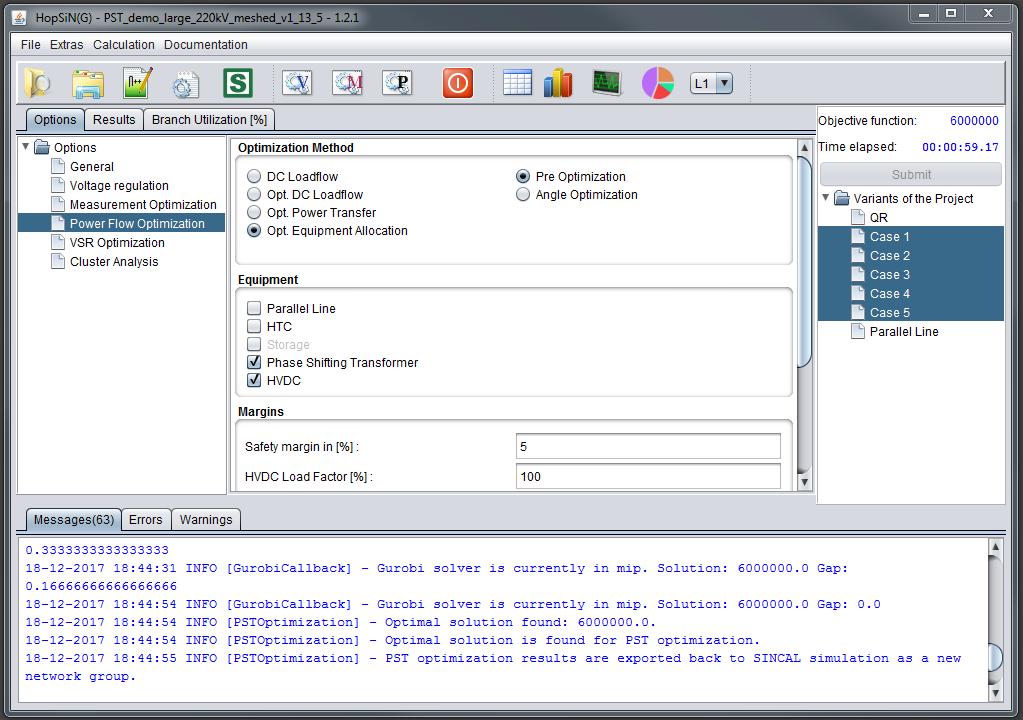 HopSiN(G) - PST_demo_large_220kV_meshed_v1_13_5 - 1.2.1
File Extras Calculation Documentation
S V M P L1
Options Results Branch Utilization [%]
Options
General
Voltage regulation
Measurement Optimization
Power Flow Optimization
VSR Optimization
Cluster Analysis
Optimization Method
DC Loadflow
Opt. DC Loadflow
Opt. Power Transfer
Opt. Equipment Allocation
Pre Optimization
Angle Optimization
Equipment
Parallel Line
HTC
Storage
Phase Shifting Transformer
HVDC
Margins
Safety margin in [%] : 5
HVDC Load Factor [%] : 100
Objective function: 6000000
Time elapsed: 00:00:59.17
Submit
Variants of the Project
QR
Case 1
Case 2
Case 3
Case 4
Case 5
Parallel Line
Messages(63) Errors Warnings
0.3333333333333333
18-12-2017 18:44:31 INFO [GurobiCallback] - Gurobi solver is currently in mip. Solution: 6000000.0 Gap:
0.16666666666666666
18-12-2017 18:44:54 INFO [GurobiCallback] - Gurobi solver is currently in mip. Solution: 6000000.0 Gap: 0.0
18-12-2017 18:44:54 INFO [PSTOptimization] - Optimal solution found: 6000000.0.
18-12-2017 18:44:54 INFO [PSTOptimization] - Optimal solution is found for PST optimization.
18-12-2017 18:44:55 INFO [PSTOptimization] - PST optimization results are exported back to SINCAL simulation as a new
network group.